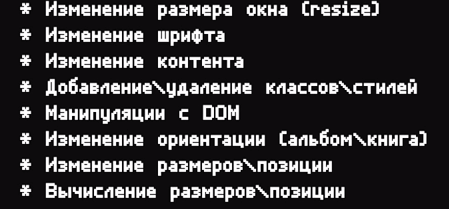 * Изменение размера окна (resize)
* Изменение шрифта
* Изменение контента
* Добавление\удаление классов\стилей
* Манипуляции с DOM
* Изменение ориентации (альбом\книга)
* Изменение размеров\позиции
* Вычисление размеров\позиции